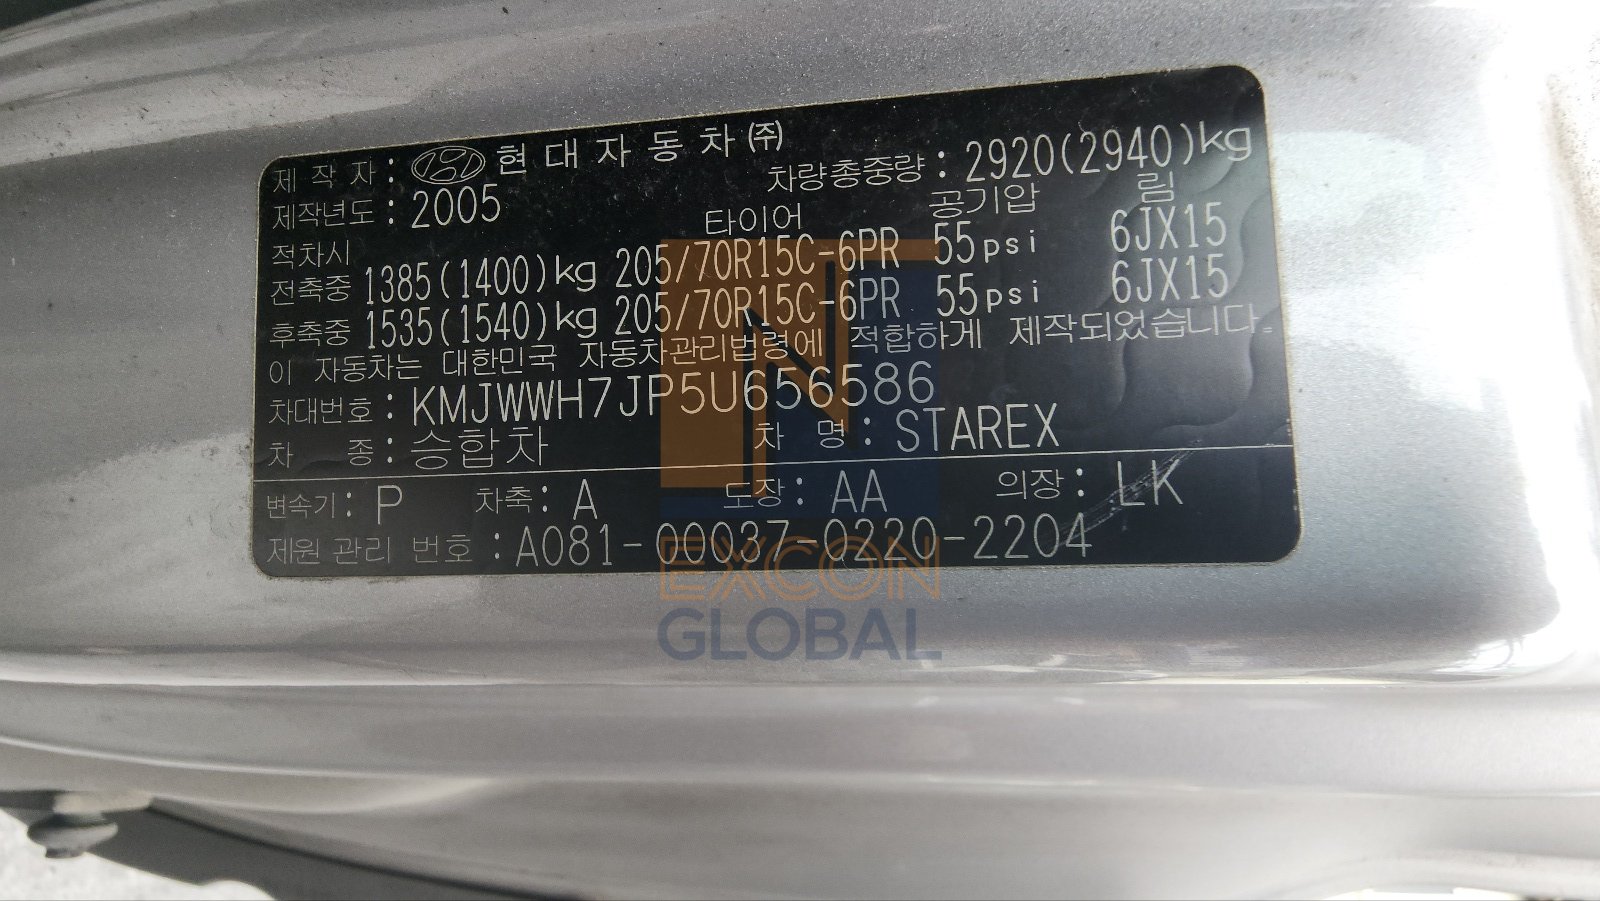 제 작 자 : HYUNDAI 현대자동차㈜
제작년도 : 2005 차량총중량 : 2920(2940)kg
적차시 타이어 공기압 림
전축중 1385(1400)kg 205/70R15C-6PR 55psi 6JX15
후축중 1535(1540)kg 205/70R15C-6PR 55psi 6JX15
이 자동차는 대한민국 자동차관리법령에 적합하게 제작되었습니다.
차대번호 : KMJWWH7JP5U656586
차 종 : 승합차 차 명 : STAREX
변속기 : P 차축 : A 도장 : AA 의장 : LK
제원관리 번호 : A081-00037-0220-2204
EXCON
GLOBAL